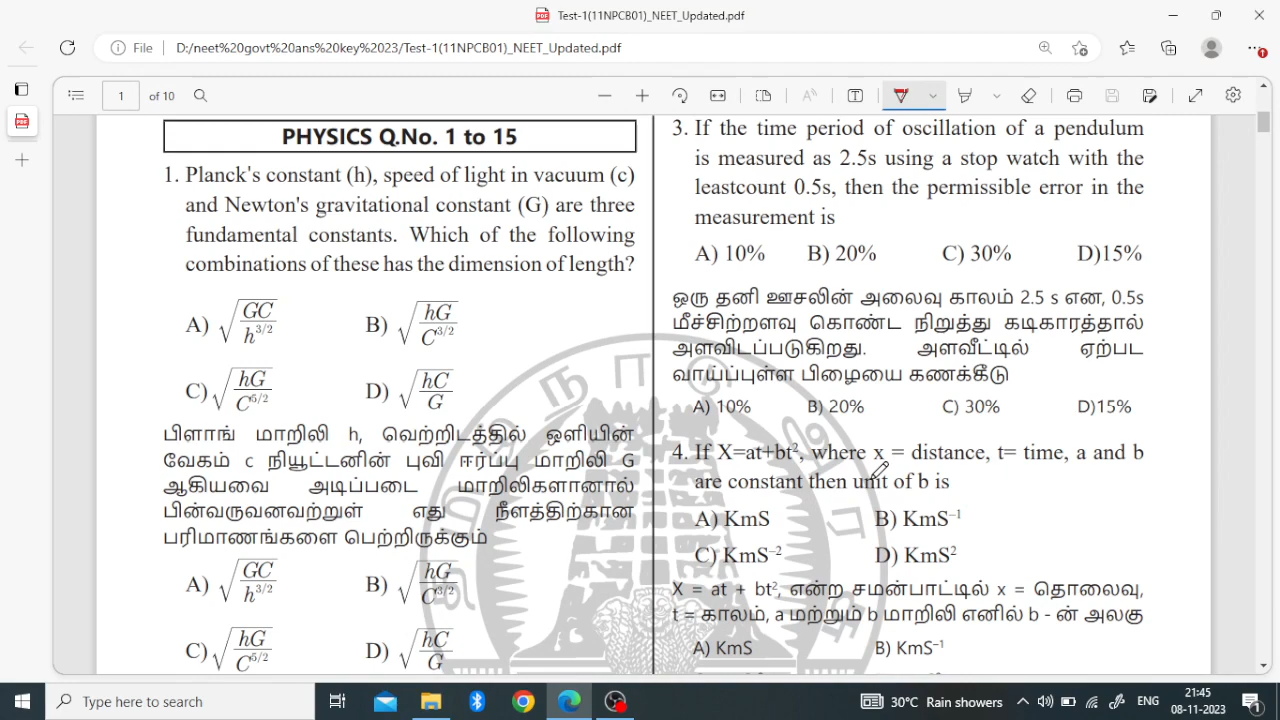 Test-1(11NPCB01)_NEET_Updated.pdf
File D:/neet%20govt%20ans%20key%202023/Test-1(11NPCB01)_NEET_Updated.pdf
1 of 10
PHYSICS Q.No. 1 to 15
1. Planck's constant (h), speed of light in vacuum (c)
and Newton's gravitational constant (G) are three
fundamental constants. Which of the following
combinations of these has the dimension of length?
A) √(GC/h^3/2) B) √(hG/C^3/2)
C) √(hG/C^5/2) D) √(hC/G)
பிளாங் மாறிலி h, வெற்றிடத்தில் ஒளியின்
வேகம் c நியூட்டனின் புவி ஈர்ப்பு மாறிலி G
ஆகியவை அடிப்படை மாறிலிகளானால்
பின்வருவனவற்றுள் எது நீளத்திற்கான
பரிமாணங்களை பெற்றிருக்கும்
A) √(GC/h^3/2) B) √(hG/C^3/2)
C) √(hG/C^5/2) D) √(hC/G)
3. If the time period of oscillation of a pendulum
is measured as 2.5s using a stop watch with the
leastcount 0.5s, then the permissible error in the
measurement is
A) 10% B) 20% C) 30% D)15%
ஒரு தனி ஊசலின் அலைவு காலம் 2.5 s என, 0.5s
மீச்சிற்றளவு கொண்ட நிறுத்து கடிகாரத்தால்
அளவிடப்படுகிறது. அளவீட்டில் ஏற்பட
வாய்ப்புள்ள பிழையை கணக்கீடு
A) 10% B) 20% C) 30% D)15%
4. If X=at+bt², where x = distance, t= time, a and b
are constant then unit of b is
A) KmS B) KmS⁻¹
C) KmS⁻² D) KmS²
X = at + bt², என்ற சமன்பாட்டில் x = தொலைவு,
t = காலம், a மற்றும் b மாறிலி எனில் b - ன் அலகு
A) KmS B) KmS⁻¹
Type here to search
30°C Rain showers
ENG
21:45
08-11-2023
1